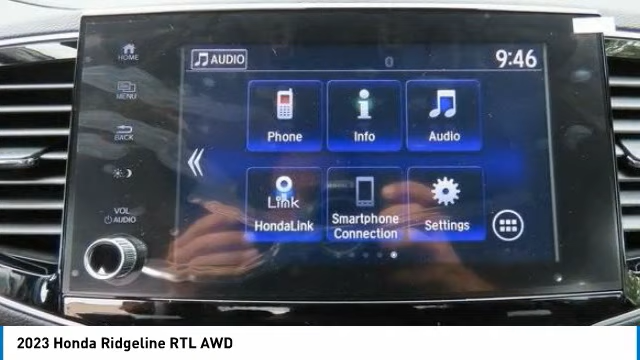 HOME
MENU
BACK
VOL
AUDIO
AUDIO
9:46
Phone
Info
Audio
Link
HondaLink
Smartphone
Connection
Settings
2023 Honda Ridgeline RTL AWD